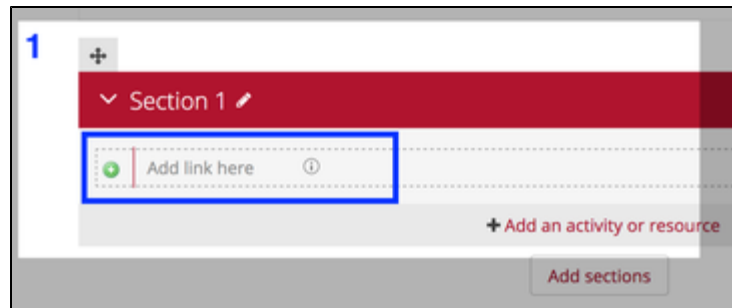 1
Section 1
Add link here
Add an activity or resource
Add sections